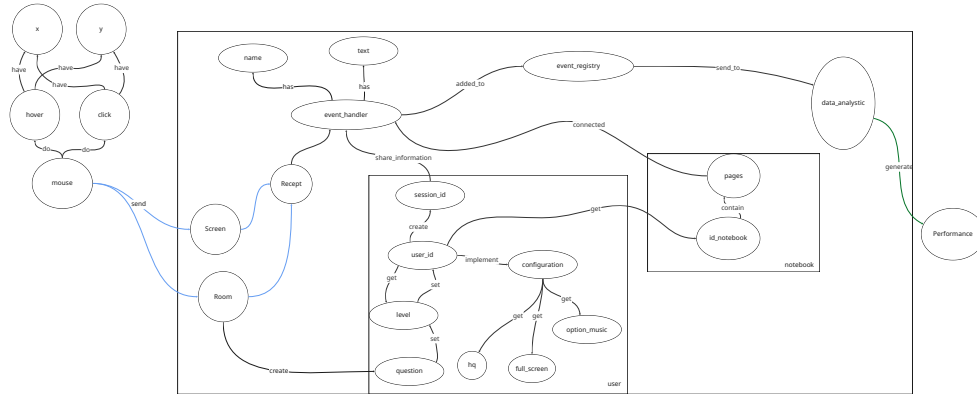 x
y
text
name
event_registry
send_to
have
have
have
have
added_to
has
has
data_analystic
hover
click
event_handler
connected
do
do
share_information
generate
mouse
Recept
pages
session_id
send
contain
get
Screen
create
Performance
id_notebook
user_id
implement
configuration
notebook
get
set
Room
get
level
get
get
option_music
set
create
question
hq
full_screen
user